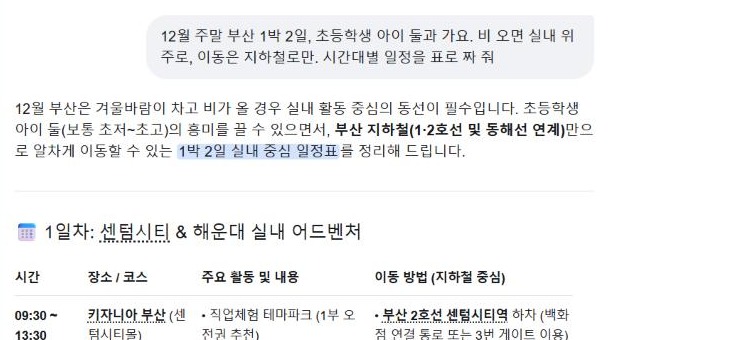 12월 주말 부산 1박 2일, 초등학생 아이 둘과 가요. 비 오면 실내 위
주로, 이동은 지하철로만. 시간대별 일정을 표로 짜 줘
12월 부산은 겨울바람이 차고 비가 올 경우 실내 활동 중심의 동선이 필수입니다. 초등학생
아이 둘(보통 초저~초고)의 흥미를 끌 수 있으면서, 부산 지하철(1·2호선 및 동해선 연계)만으
로 알차게 이동할 수 있는 1박 2일 실내 중심 일정표를 정리해 드립니다.
1일차: 센텀시티 & 해운대 실내 어드벤처
시간 장소 / 코스 주요 활동 및 내용 이동 방법 (지하철 중심)
09:30 ~ 키자니아 부산 (센 • 직업체험 테마파크 (1부 오 • 부산 2호선 센텀시티역 하차 (백화
13:30 텀시티몰) 전권 추천) 점 연결 통로 또는 3번 게이트 이용)